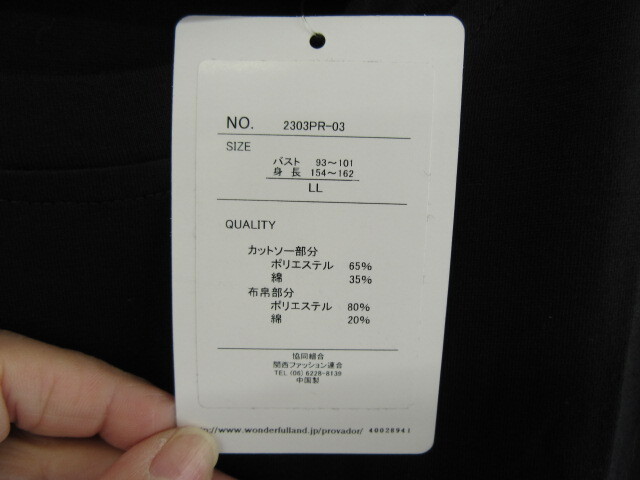 NO. 2303PR-03
SIZE
バスト 93～101
身長 154～162
LL
QUALITY
カットソー部分
ポリエステル 65%
綿 35%
布帛部分
ポリエステル 80%
綿 20%
協同組合
関西ファッション連合
TEL (06) 6228-6139
中国製
://www.wonderfulland.jp/provador/ 40028941